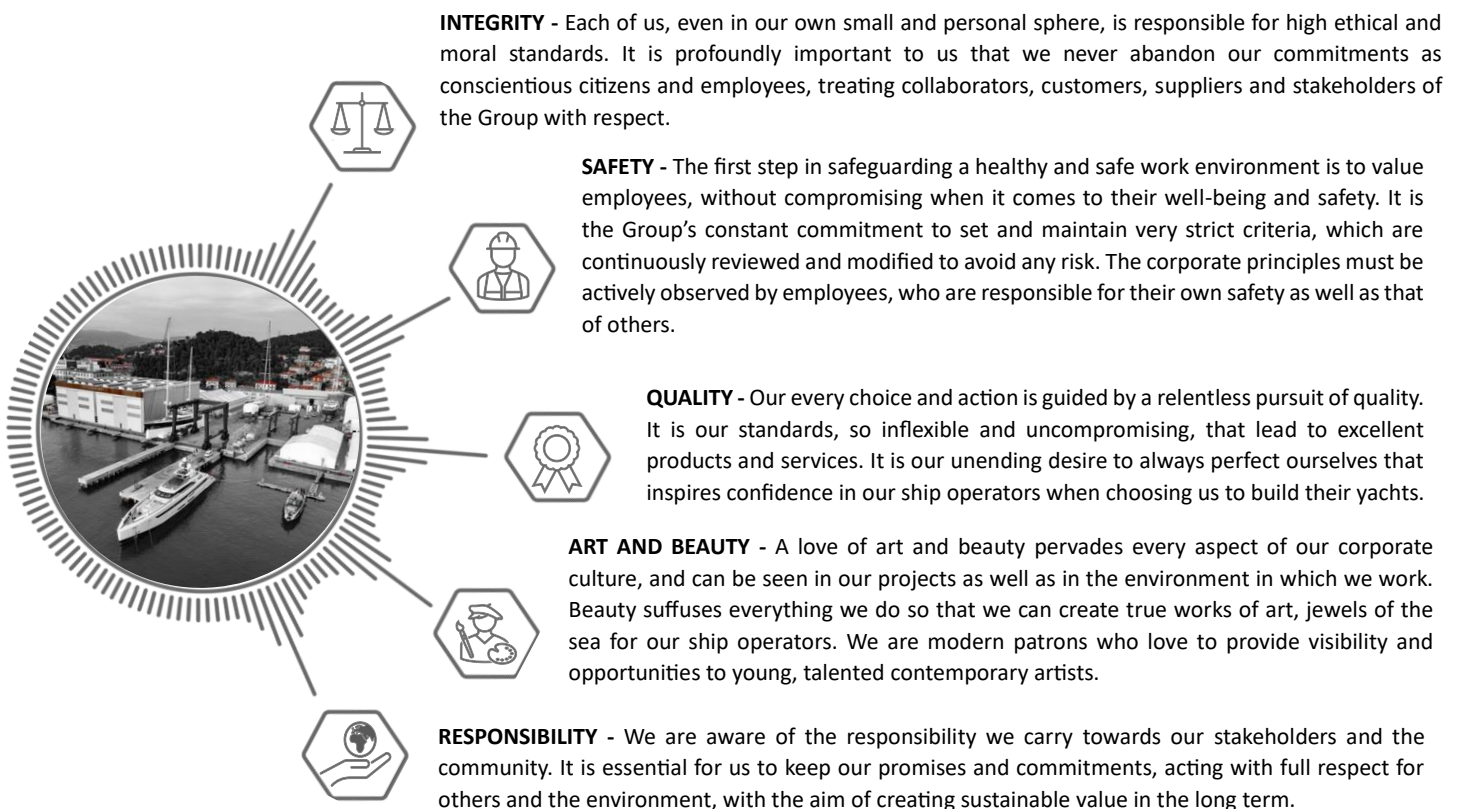 INTEGRITY - Each of us, even in our own small and personal sphere, is responsible for high ethical and
moral standards. It is profoundly important to us that we never abandon our commitments as
conscientious citizens and employees, treating collaborators, customers, suppliers and stakeholders of
the Group with respect.
SAFETY - The first step in safeguarding a healthy and safe work environment is to value
employees, without compromising when it comes to their well-being and safety. It is
the Group’s constant commitment to set and maintain very strict criteria, which are
continuously reviewed and modified to avoid any risk. The corporate principles must be
actively observed by employees, who are responsible for their own safety as well as that
of others.
QUALITY - Our every choice and action is guided by a relentless pursuit of quality.
It is our standards, so inflexible and uncompromising, that lead to excellent
products and services. It is our unending desire to always perfect ourselves that
inspires confidence in our ship operators when choosing us to build their yachts.
ART AND BEAUTY - A love of art and beauty pervades every aspect of our corporate
culture, and can be seen in our projects as well as in the environment in which we work.
Beauty suffuses everything we do so that we can create true works of art, jewels of the
sea for our ship operators. We are modern patrons who love to provide visibility and
opportunities to young, talented contemporary artists.
RESPONSIBILITY - We are aware of the responsibility we carry towards our stakeholders and the
community. It is essential for us to keep our promises and commitments, acting with full respect for
others and the environment, with the aim of creating sustainable value in the long term.